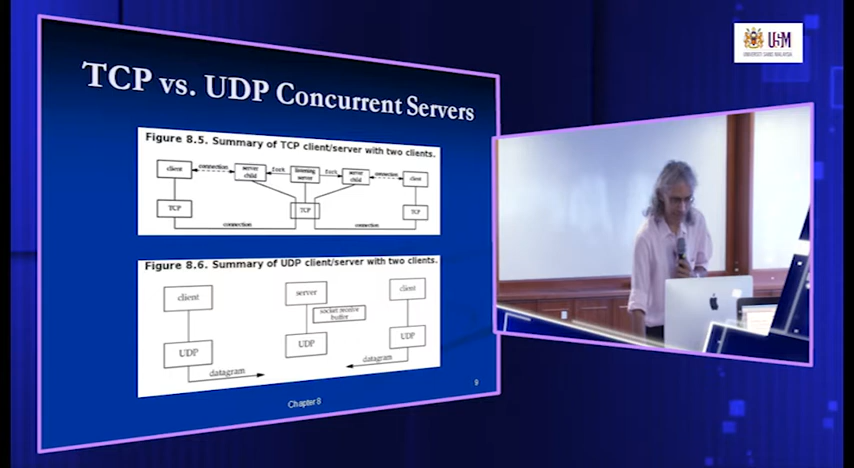 USM
UNIVERSITI SAINS MALAYSIA
TCP vs. UDP Concurrent Servers
Figure 8.5. Summary of TCP client/server with two clients.
client
connection
server
child
fork
listening
server
fork
server
child
connection
client
TCP
TCP
TCP
connection
connection
Figure 8.6. Summary of UDP client/server with two clients.
client
server
client
socket receive
buffer
UDP
UDP
UDP
datagram
datagram
Chapter 8
9